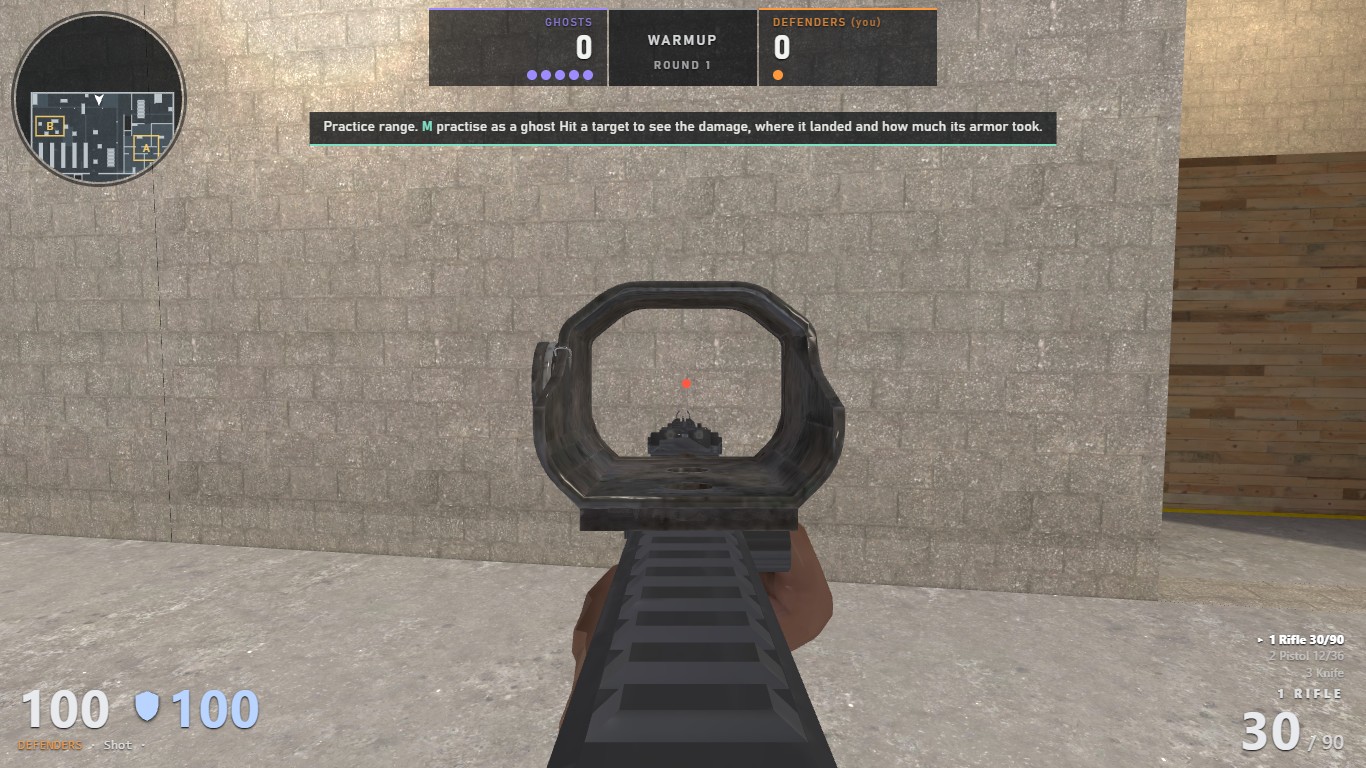 GHOSTS
0
WARMUP
ROUND 1
DEFENDERS (you)
0
Practice range. M practise as a ghost Hit a target to see the damage, where it landed and how much its armor took.
B
A
▸ 1 Rifle 30/90
2 Pistol 12/36
3 Knife
1 RIFLE
30 / 90
100 100
DEFENDERS · Shot ·